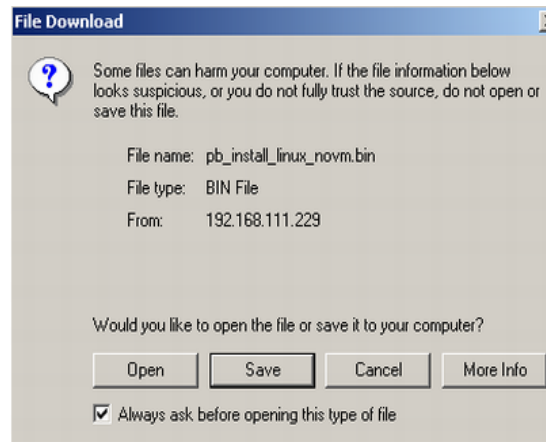 File Download
?
Some files can harm your computer. If the file information below
looks suspicious, or you do not fully trust the source, do not open or
save this file.
File name: pb_install_linux_novm.bin
File type: BIN File
From: 192.168.111.229
Would you like to open the file or save it to your computer?
Open Save Cancel More Info
Always ask before opening this type of file